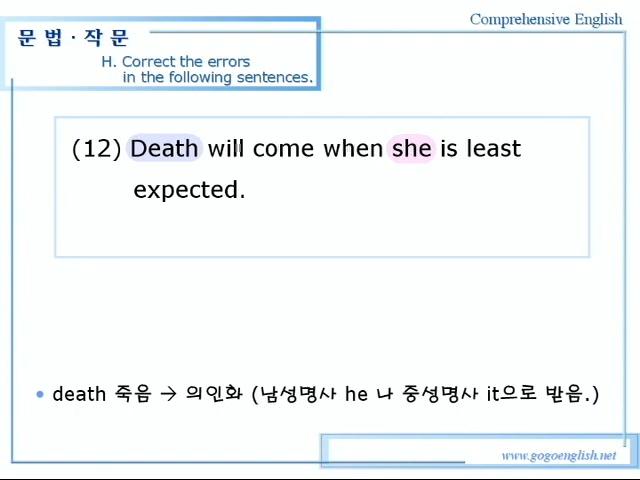 Comprehensive English
문 법 · 작 문
H. Correct the errors
in the following sentences.
(12) Death will come when she is least
expected.
• death 죽음 → 의인화 (남성명사 he 나 중성명사 it으로 받음.)
www.gogoenglish.net